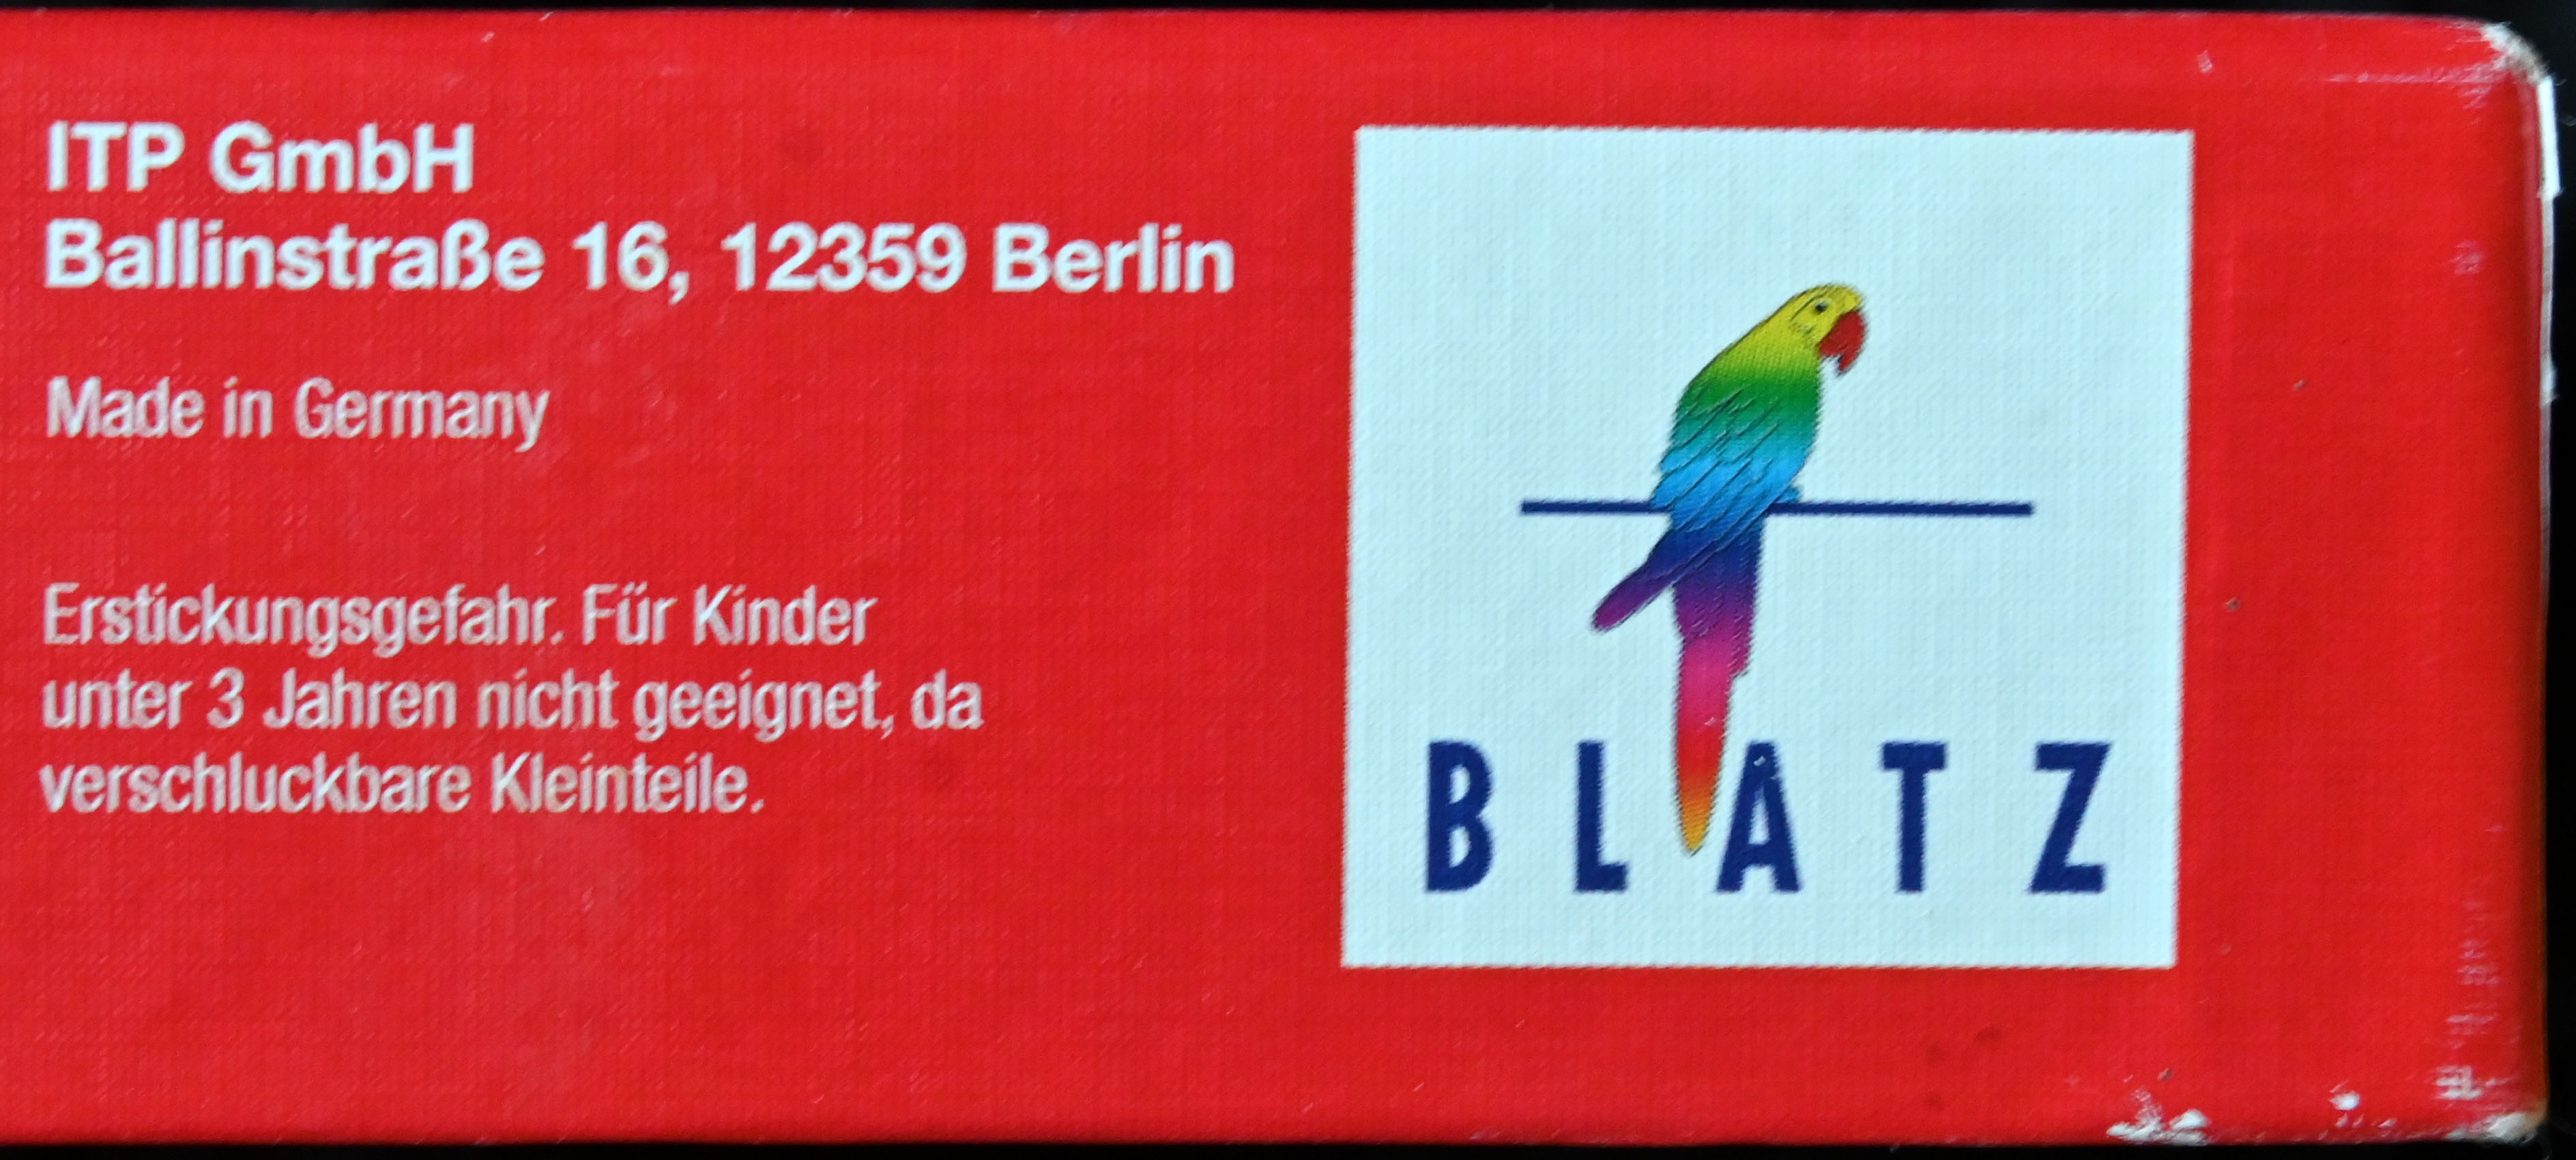 ITP GmbH
Ballinstraße 16, 12359 Berlin
Made in Germany
Erstickungsgefahr. Für Kinder
unter 3 Jahren nicht geeignet, da
verschluckbare Kleinteile.
BLATZ